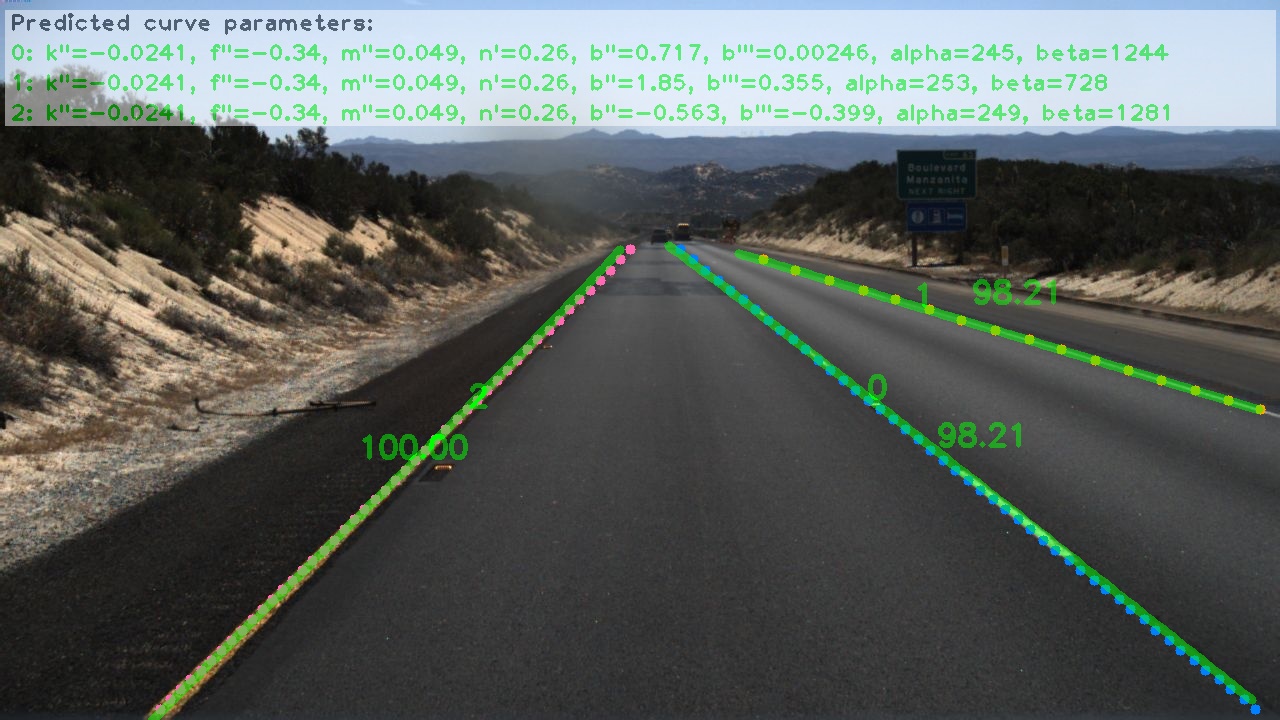 Predicted curve parameters:
0: k''=-0.0241, f''=-0.34, m''=0.049, n'=0.26, b''=0.717, b'''=0.00246, alpha=245, beta=1244
1: k''=-0.0241, f''=-0.34, m''=0.049, n'=0.26, b''=1.85, b'''=0.355, alpha=253, beta=728
2: k''=-0.0241, f''=-0.34, m''=0.049, n'=0.26, b''=-0.563, b'''=-0.399, alpha=249, beta=1281
Boulevard
Manzanita
NEXT RIGHT
1 98.21
0
2
98.21
100.00